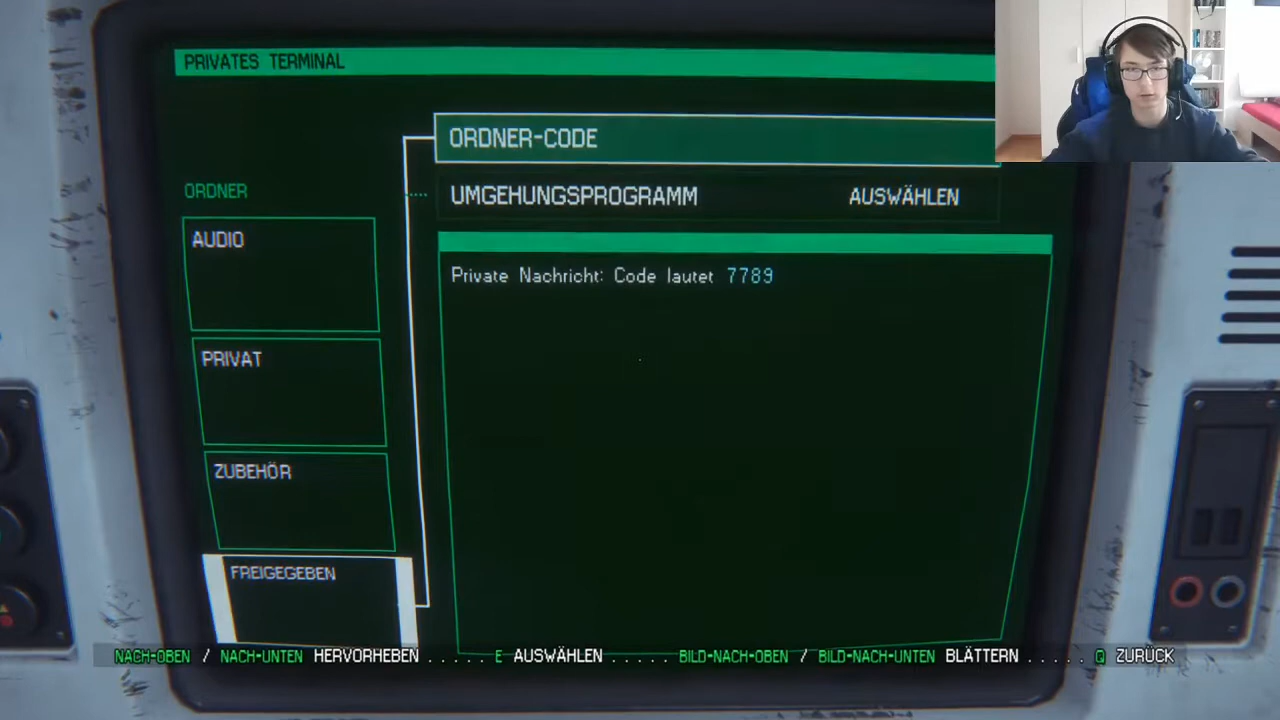 PRIVATES TERMINAL
ORDNER-CODE
ORDNER
UMGEHUNGSPROGRAMM AUSWÄHLEN
AUDIO
Private Nachricht: Code lautet 7789
PRIVAT
ZUBEHÖR
FREIGEGEBEN
NACH-OBEN / NACH-UNTEN HERVORHEBEN ..... E AUSWÄHLEN ..... BILD-NACH-OBEN / BILD-NACH-UNTEN BLÄTTERN ..... Q ZURÜCK